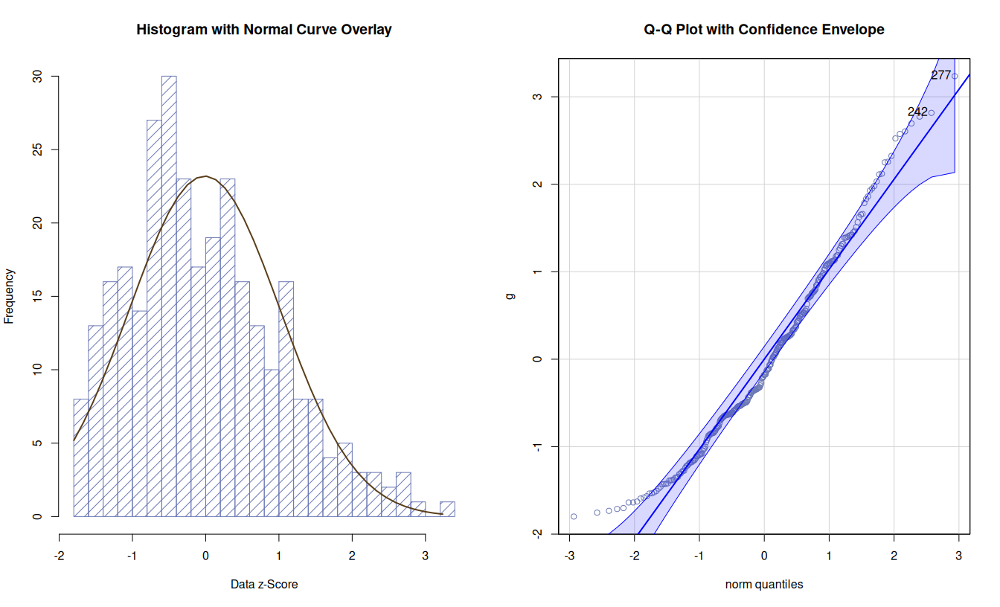 Histogram with Normal Curve Overlay
Frequency
30
25
20
15
10
5
0
-2 -1 0 1 2 3
Data z-Score
Q-Q Plot with Confidence Envelope
g
3
2
1
0
-1
-2
277
242
-3 -2 -1 0 1 2 3
norm quantiles